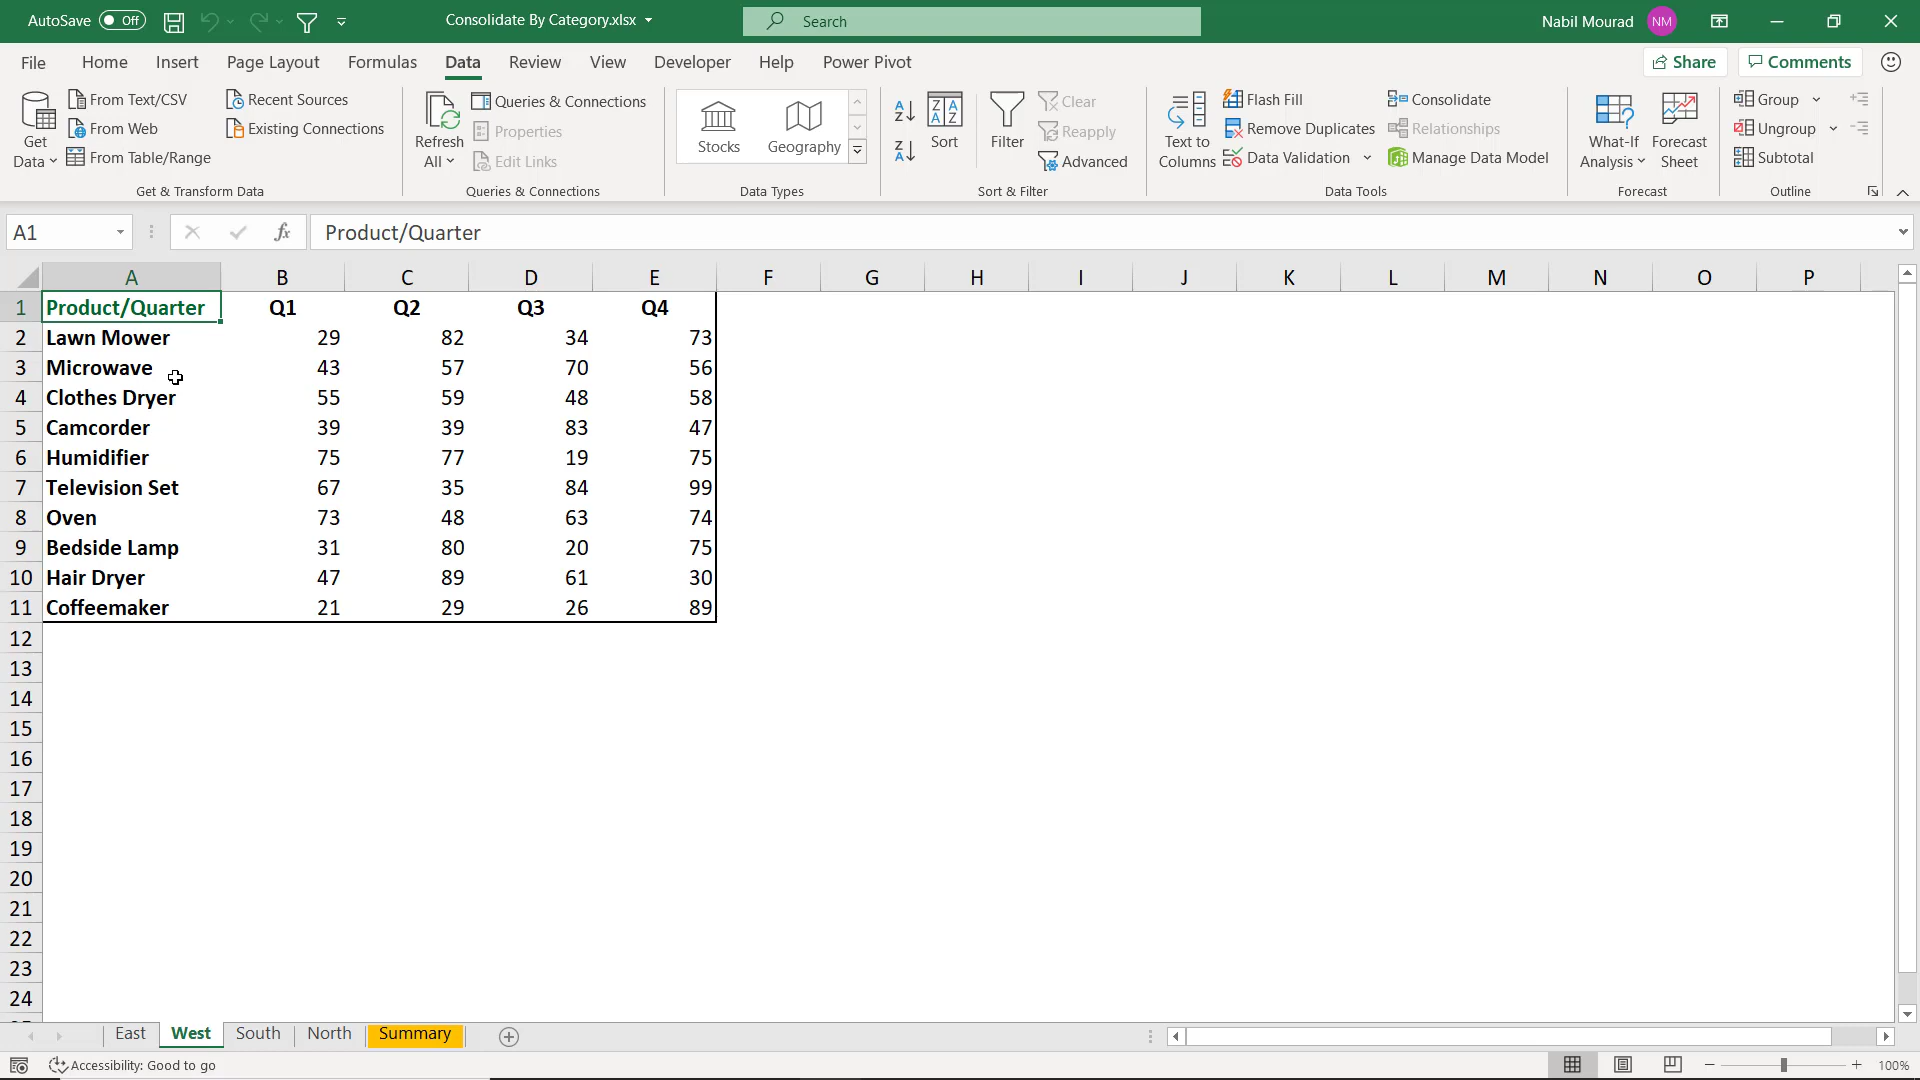 AutoSave Off Consolidate By Category.xlsx Search Nabil Mourad NM
File Home Insert Page Layout Formulas Data Review View Developer Help Power Pivot Share Comments
Get Data
From Text/CSV
From Web
From Table/Range
Recent Sources
Existing Connections
Get & Transform Data
Refresh All
Queries & Connections
Properties
Edit Links
Queries & Connections
Stocks
Geography
Data Types
Sort
Filter
Clear
Reapply
Advanced
Sort & Filter
Text to Columns
Flash Fill
Remove Duplicates
Data Validation
Consolidate
Relationships
Manage Data Model
Data Tools
What-If Analysis
Forecast Sheet
Forecast
Group
Ungroup
Subtotal
Outline
A1 fx Product/Quarter
A B C D E F G H I J K L M N O P
1 Product/Quarter Q1 Q2 Q3 Q4
2 Lawn Mower 29 82 34 73
3 Microwave 43 57 70 56
4 Clothes Dryer 55 59 48 58
5 Camcorder 39 39 83 47
6 Humidifier 75 77 19 75
7 Television Set 67 35 84 99
8 Oven 73 48 63 74
9 Bedside Lamp 31 80 20 75
10 Hair Dryer 47 89 61 30
11 Coffeemaker 21 29 26 89
12
13
14
15
16
17
18
19
20
21
22
23
24
East West South North Summary
Accessibility: Good to go 100%